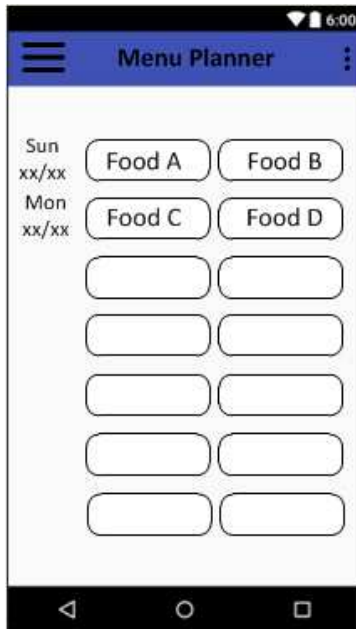 6:00
Menu Planner
Sun
xx/xx
Food A
Food B
Mon
xx/xx
Food C
Food D